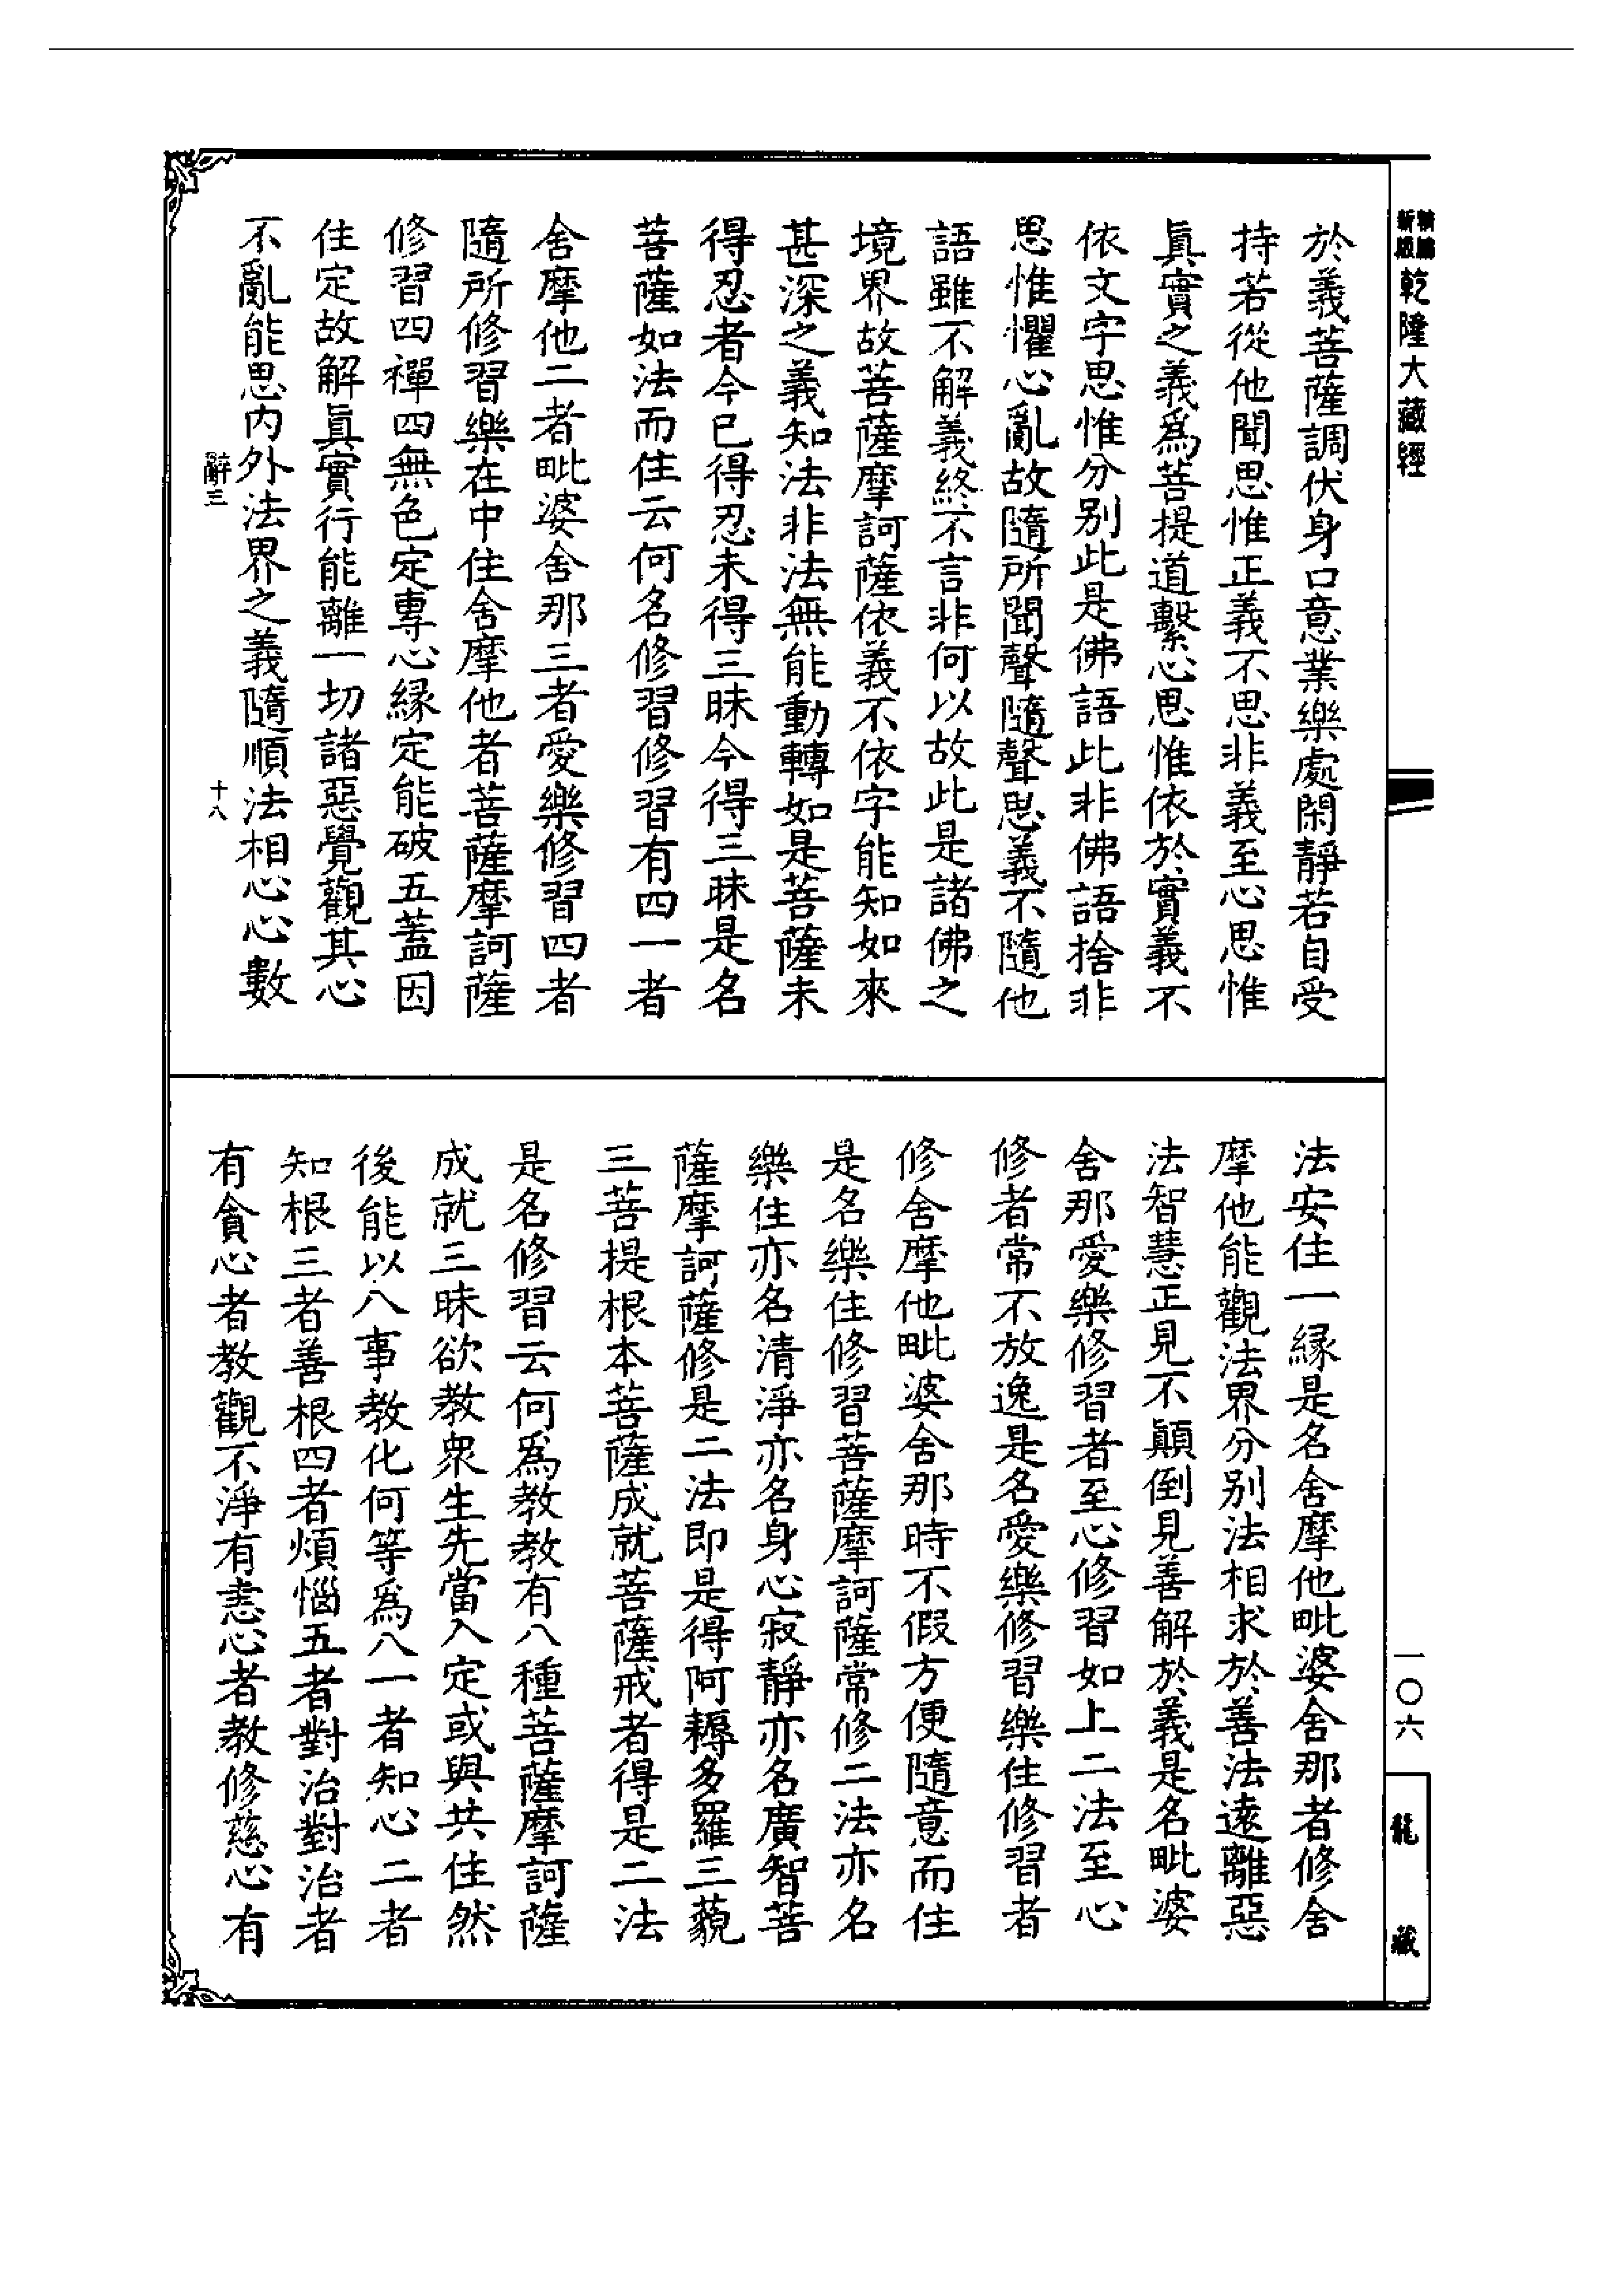 新編
縮版
乾隆大藏經
於義菩薩調伏身口意業樂處閑靜若自受
持若從他聞思惟正義不思非義至心思惟
眞實之義爲菩提道繫心思惟依於實義不
依文字思惟分別此是佛語此非佛語捨非
思惟懼心亂故隨所聞聲隨聲思義不隨他
語雖不解義終不言非何以故此是諸佛之
境界故菩薩摩訶薩依義不依字能知如來
甚深之義知法非法無能動轉如是菩薩未
得忍者今已得忍未得三昧今得三昧是名
菩薩如法而住云何名修習修習有四一者
舍摩他二者毗婆舍那三者愛樂修習四者
隨所修習樂在中住舍摩他者菩薩摩訶薩
修習四禪四無色定專心緣定能破五蓋因
住定故解眞實行能離一切諸惡覺觀其心
不亂能思內外法界之義隨順法相心心數
辭三
十八
法安住一緣是名舍摩他毗婆舍那者修舍
摩他能觀法界分別法相求於善法遠離惡
法智慧正見不顚倒見善解於義是名毗婆
舍那愛樂修習者至心修習如上二法至心
修者常不放逸是名愛樂修習樂住修習者
修舍摩他毗婆舍那時不假方便隨意而住
是名樂住修習菩薩摩訶薩常修二法亦名
樂住亦名清淨亦名身心寂靜亦名廣智菩
薩摩訶薩修是二法卽是得阿耨多羅三藐
三菩提根本菩薩成就菩薩戒者得是二法
是名修習云何爲教教有八種菩薩摩訶薩
成就三昧欲教衆生先當入定或與共住然
後能以八事教化何等爲八一者知心二者
知根三者善根四者煩惱五者對治對治者
有貪心者教觀不淨有恚心者教修慈心有
一〇六
龍藏